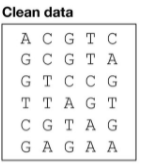 Clean data
A C G T C
G C G T A
G T C C G
T T A G T
C G T A G
G A G A A